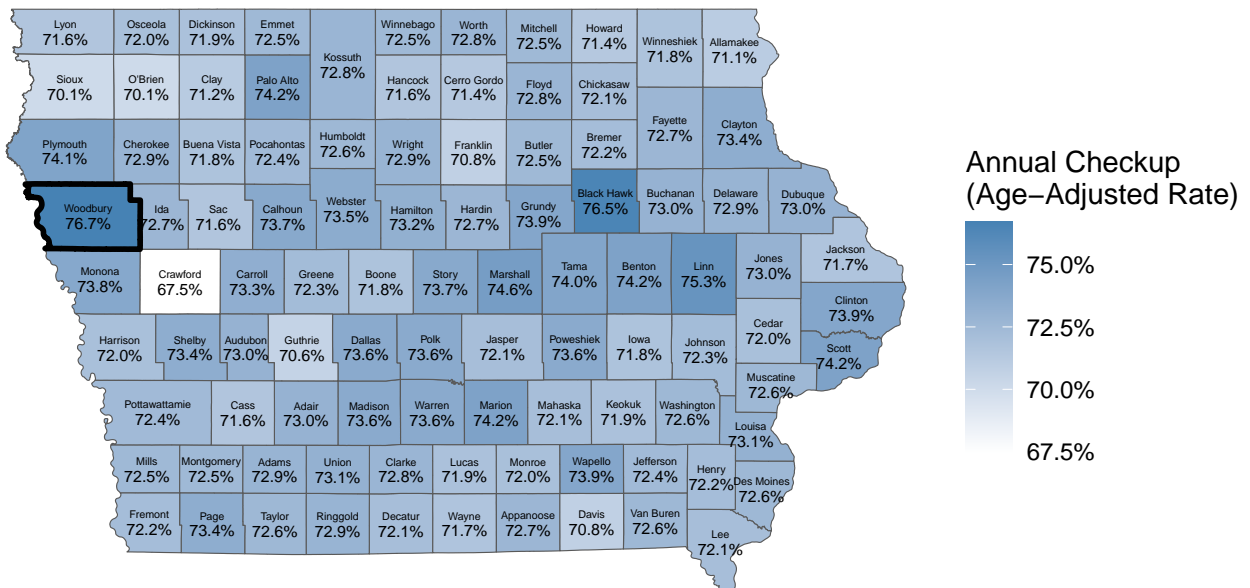 Lyon
71.6%
Osceola
72.0%
Dickinson
71.9%
Emmet
72.5%
Kossuth
72.8%
Winnebago
72.5%
Worth
72.8%
Mitchell
72.5%
Howard
71.4%
Winneshiek
71.8%
Allamakee
71.1%
Sioux
70.1%
O'Brien
70.1%
Clay
71.2%
Palo Alto
74.2%
Hancock
71.6%
Cerro Gordo
71.4%
Floyd
72.8%
Chickasaw
72.1%
Fayette
72.7%
Clayton
73.4%
Plymouth
74.1%
Cherokee
72.9%
Buena Vista
71.8%
Pocahontas
72.4%
Humboldt
72.6%
Wright
72.9%
Franklin
70.8%
Butler
72.5%
Bremer
72.2%
Woodbury
76.7%
Ida
72.7%
Sac
71.6%
Calhoun
73.7%
Webster
73.5%
Hamilton
73.2%
Hardin
72.7%
Grundy
73.9%
Black Hawk
76.5%
Buchanan
73.0%
Delaware
72.9%
Dubuque
73.0%
Monona
73.8%
Crawford
67.5%
Carroll
73.3%
Greene
72.3%
Boone
71.8%
Story
73.7%
Marshall
74.6%
Tama
74.0%
Benton
74.2%
Linn
75.3%
Jones
73.0%
Jackson
71.7%
Clinton
73.9%
Harrison
72.0%
Shelby
73.4%
Audubon
73.0%
Guthrie
70.6%
Dallas
73.6%
Polk
73.6%
Jasper
72.1%
Poweshiek
73.6%
Iowa
71.8%
Johnson
72.3%
Cedar
72.0%
Scott
74.2%
Muscatine
72.6%
Pottawattamie
72.4%
Cass
71.6%
Adair
73.0%
Madison
73.6%
Warren
73.6%
Marion
74.2%
Mahaska
72.1%
Keokuk
71.9%
Washington
72.6%
Louisa
73.1%
Mills
72.5%
Montgomery
72.5%
Adams
72.9%
Union
73.1%
Clarke
72.8%
Lucas
71.9%
Monroe
72.0%
Wapello
73.9%
Jefferson
72.4%
Henry
72.2%
Des Moines
72.6%
Fremont
72.2%
Page
73.4%
Taylor
72.6%
Ringgold
72.9%
Decatur
72.1%
Wayne
71.7%
Appanoose
72.7%
Davis
70.8%
Van Buren
72.6%
Lee
72.1%
Annual Checkup
(Age−Adjusted Rate)
75.0%
72.5%
70.0%
67.5%